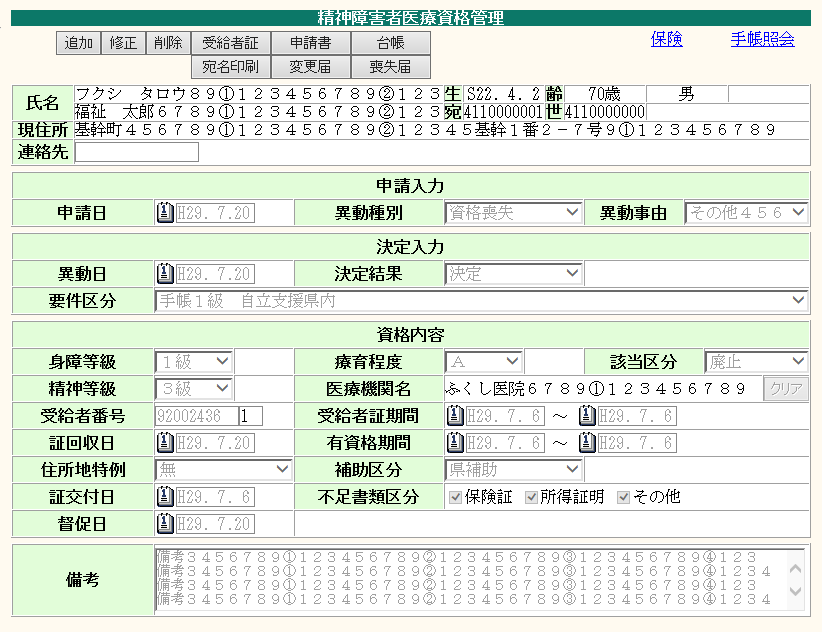 精神障害者医療資格管理
追加 修正 削除 受給者証 申請書 台帳 保険 手帳照会
宛名印刷 変更届 喪失届
氏名 フクシ　タロウ８９①１２３４５６７８９②１２３ 生 S22. 4. 2 齢 70歳 男
福祉　太郎６７８９①１２３４５６７８９②１２３ 宛 4110000001 世 4110000000
現住所 基幹町４５６７８９①１２３４５６７８９②１２３４５基幹１番２－７号９①１２３４５６７８９
連絡先
申請入力
申請日 H29. 7.20 異動種別 資格喪失 異動事由 その他４５６
決定入力
異動日 H29. 7.20 決定結果 決定
要件区分 手帳１級　自立支援県内
資格内容
身障等級 １級 療育程度 Ａ 該当区分 廃止
精神等級 ３級 医療機関名 ふくし医院６７８９①１２３４５６７８９ クリア
受給者番号 92002436 1 受給者証期間 H29. 7. 6 ～ H29. 7. 6
証回収日 H29. 7.20 有資格期間 H29. 7. 6 ～ H29. 7. 6
住所地特例 無 補助区分 県補助
証交付日 H29. 7. 6 不足書類区分 保険証 所得証明 その他
督促日 H29. 7.20
備考 備考３４５６７８９①１２３４５６７８９②１２３４５６７８９③１２３４５６７８９④１２３
備考３４５６７８９①１２３４５６７８９②１２３４５６７８９③１２３４５６７８９④１２３４
備考３４５６７８９①１２３４５６７８９②１２３４５６７８９③１２３４５６７８９④１２３
備考３４５６７８９①１２３４５６７８９②１２３４５６７８９③１２３４５６７８９④１２３４